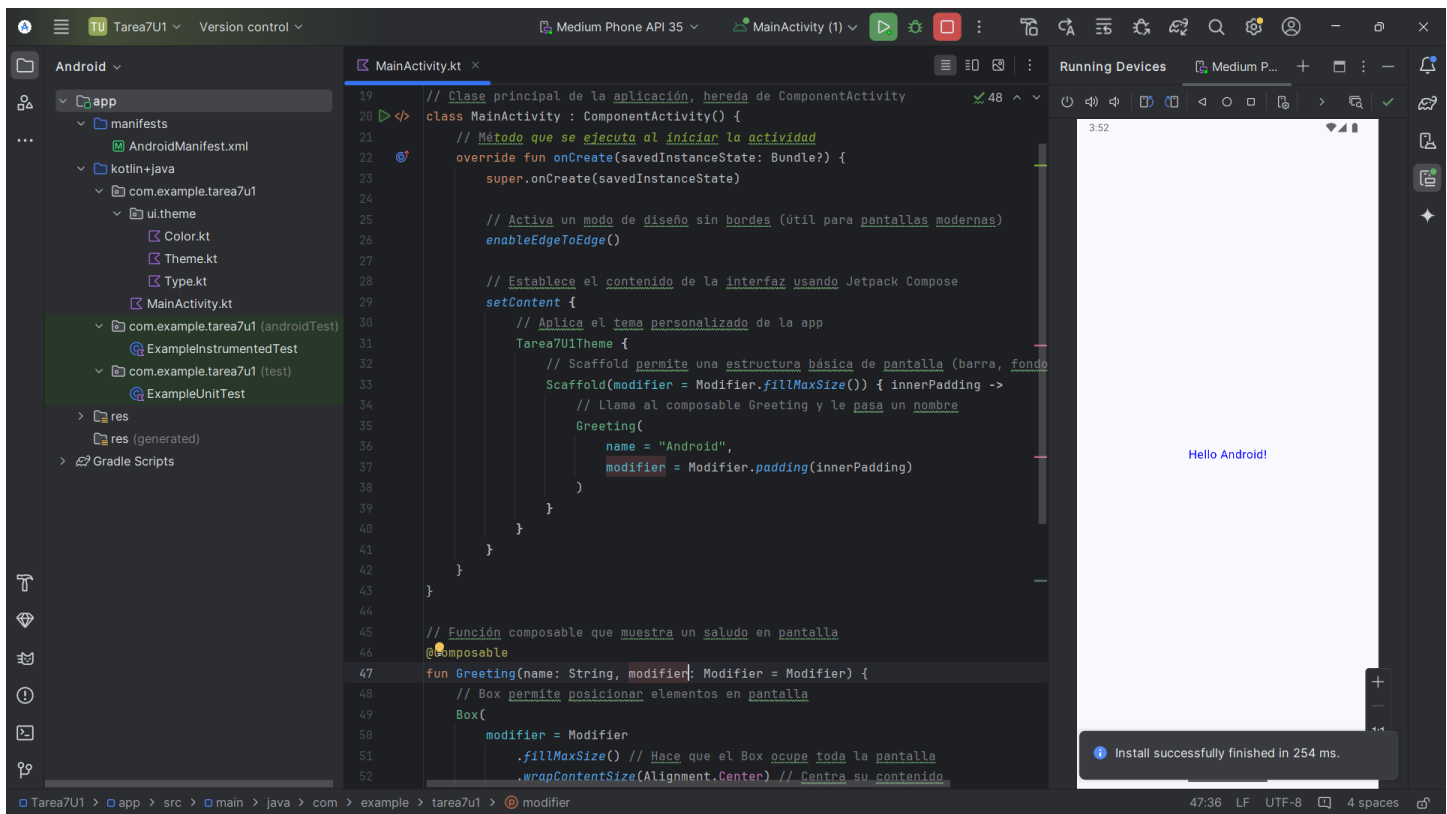 TU Tarea7U1 Version control Medium Phone API 35 MainActivity (1)
Android
app
manifests
AndroidManifest.xml
kotlin+java
com.example.tarea7u1
ui.theme
Color.kt
Theme.kt
Type.kt
MainActivity.kt
com.example.tarea7u1 (androidTest)
ExampleInstrumentedTest
com.example.tarea7u1 (test)
ExampleUnitTest
res
res (generated)
Gradle Scripts
MainActivity.kt
48
19 // Clase principal de la aplicación, hereda de ComponentActivity
20 class MainActivity : ComponentActivity() {
21 // Método que se ejecuta al iniciar la actividad
22 override fun onCreate(savedInstanceState: Bundle?) {
23 super.onCreate(savedInstanceState)
24
25 // Activa un modo de diseño sin bordes (útil para pantallas modernas)
26 enableEdgeToEdge()
27
28 // Establece el contenido de la interfaz usando Jetpack Compose
29 setContent {
30 // Aplica el tema personalizado de la app
31 Tarea7U1Theme {
32 // Scaffold permite una estructura básica de pantalla (barra, fondo
33 Scaffold(modifier = Modifier.fillMaxSize()) { innerPadding ->
34 // Llama al composable Greeting y le pasa un nombre
35 Greeting(
36 name = "Android",
37 modifier = Modifier.padding(innerPadding)
38 )
39 }
40 }
41 }
42 }
43 }
44
45 // Función composable que muestra un saludo en pantalla
46 @Composable
47 fun Greeting(name: String, modifier: Modifier = Modifier) {
48 // Box permite posicionar elementos en pantalla
49 Box(
50 modifier = Modifier
51 .fillMaxSize() // Hace que el Box ocupe toda la pantalla
52 .wrapContentSize(Alignment.Center) // Centra su contenido
Running Devices Medium P...
3:52
Hello Android!
1:1
Install successfully finished in 254 ms.
Tarea7U1 > app > src > main > java > com > example > tarea7u1 > modifier
47:36 LF UTF-8 4 spaces